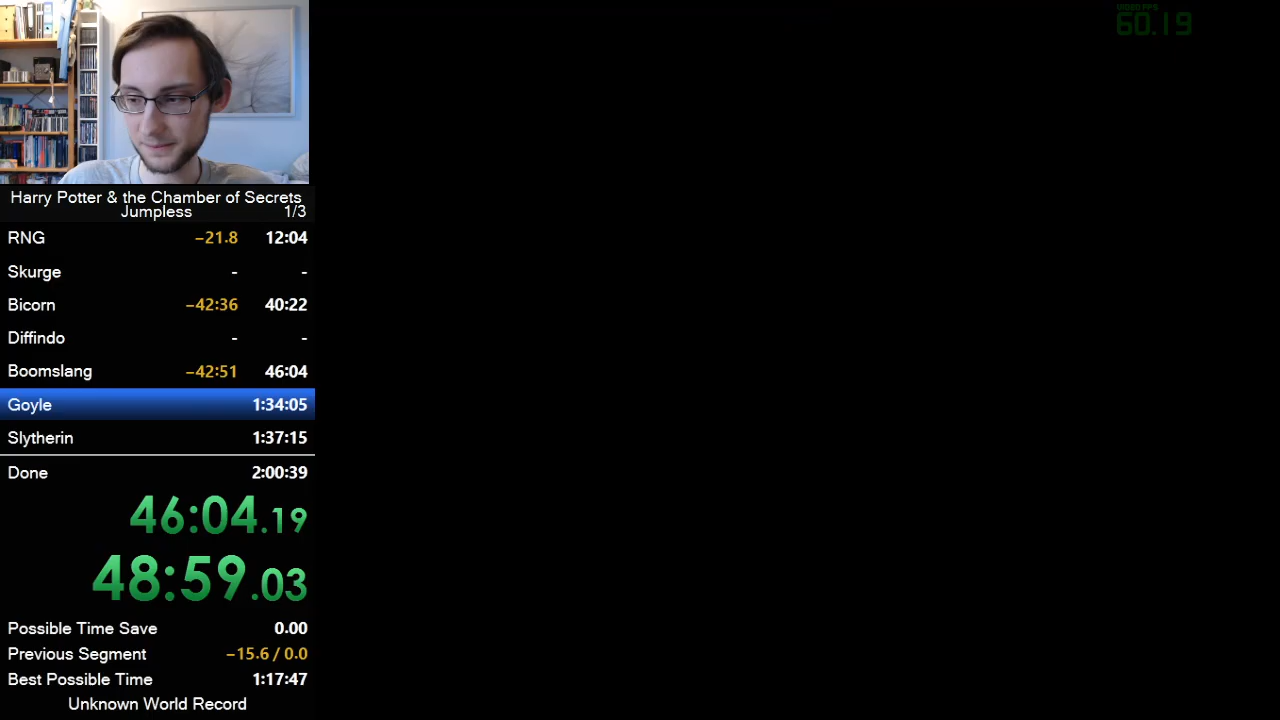 VIDEO FPS
60.19
Harry Potter & the Chamber of Secrets
Jumpless 1/3
RNG −21.8 12:04
Skurge - -
Bicorn −42:36 40:22
Diffindo - -
Boomslang −42:51 46:04
Goyle 1:34:05
Slytherin 1:37:15
Done 2:00:39
46:04.19
48:59.03
Possible Time Save 0.00
Previous Segment −15.6 / 0.0
Best Possible Time 1:17:47
Unknown World Record